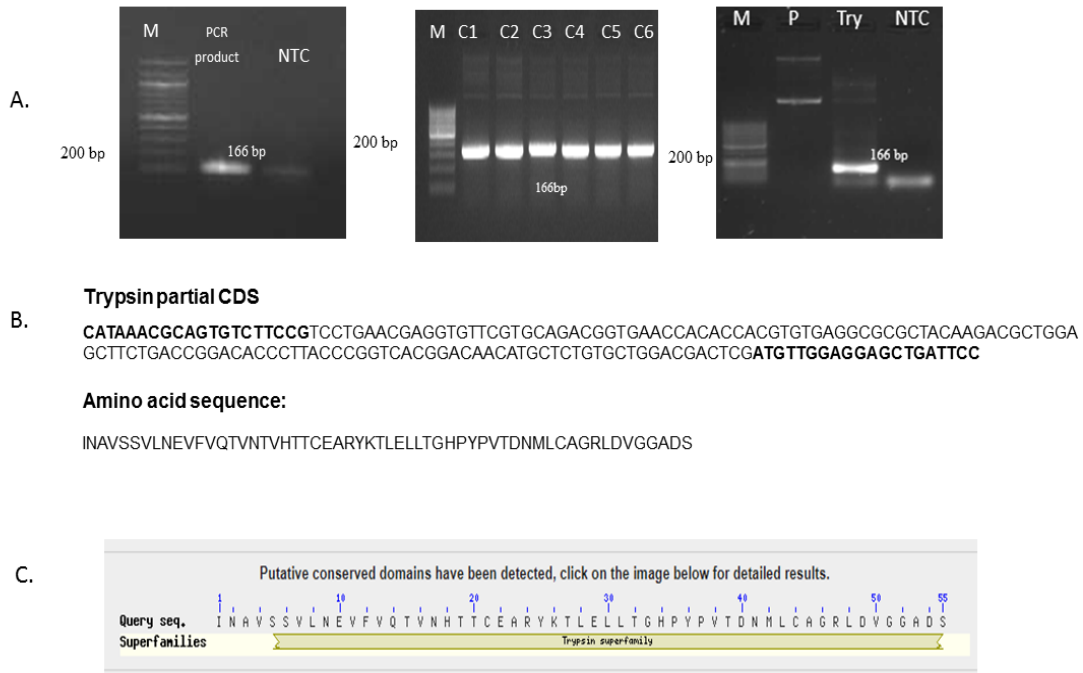 A.
M PCR product NTC
200 bp 166 bp
M C1 C2 C3 C4 C5 C6
200 bp
166bp
M P Try NTC
200 bp 166 bp
B.
Trypsin partial CDS
CATAAACGCAGTGTCTTCCGTCCTGAACGAGGTGTTCGTGCAGACGGTGAACCACACCACGTGTGAGGCGCGCTACAAGACGCTGGA
GCTTCTGACCGGACACCCTTACCCGGTCACGGACAACATGCTCTGTGCTGGACGACTCGATGTTGGAGGAGCTGATTCC
Amino acid sequence:
INAVSSVLNEVFVQTVNTVHTTCEARYKTLELLTGHPYPVTDNMLCAGRLDVGGADS
C.
Putative conserved domains have been detected, click on the image below for detailed results.
1 10 20 30 40 50 55
Query seq. I N A V S S V L N E V F V Q T V N H T T C E A R Y K T L E L L T G H P Y P V T D N M L C A G R L D V G G A D S
Superfamilies Trypsin superfamily